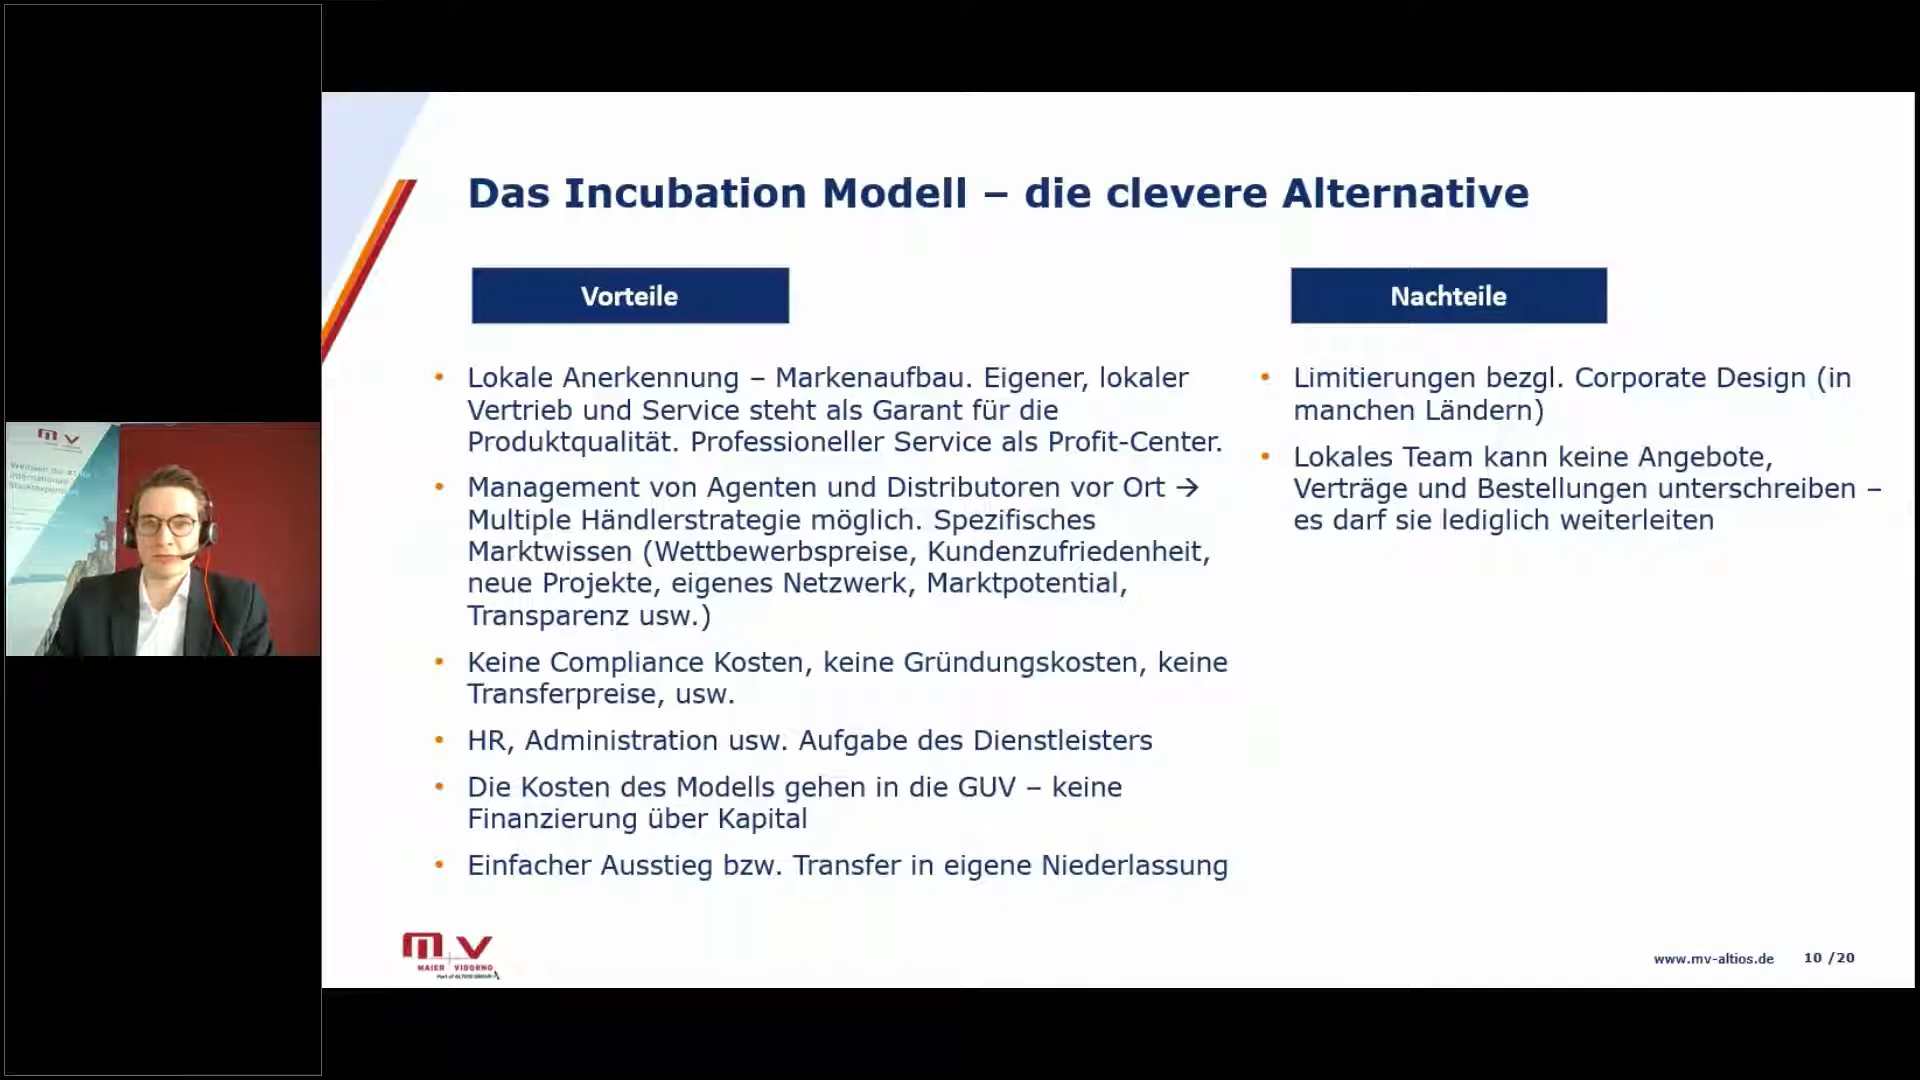 Das Incubation Modell – die clevere Alternative
Vorteile
Lokale Anerkennung – Markenaufbau. Eigener, lokaler
Vertrieb und Service steht als Garant für die
Produktqualität. Professioneller Service als Profit-Center.
Management von Agenten und Distributoren vor Ort →
Multiple Händlerstrategie möglich. Spezifisches
Marktwissen (Wettbewerbspreise, Kundenzufriedenheit,
neue Projekte, eigenes Netzwerk, Marktpotential,
Transparenz usw.)
Keine Compliance Kosten, keine Gründungskosten, keine
Transferpreise, usw.
HR, Administration usw. Aufgabe des Dienstleisters
Die Kosten des Modells gehen in die GUV – keine
Finanzierung über Kapital
Einfacher Ausstieg bzw. Transfer in eigene Niederlassung
Nachteile
Limitierungen bezgl. Corporate Design (in
manchen Ländern)
Lokales Team kann keine Angebote,
Verträge und Bestellungen unterschreiben –
es darf sie lediglich weiterleiten
M V
MAIER VIDORNO
Part of ALTIOS GROUP
www.mv-altios.de 10 /20
M V